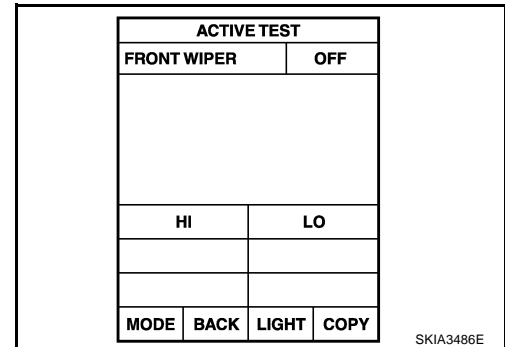 ACTIVE TEST
FRONT WIPER OFF
HI LO
MODE BACK LIGHT COPY
SKIA3486E